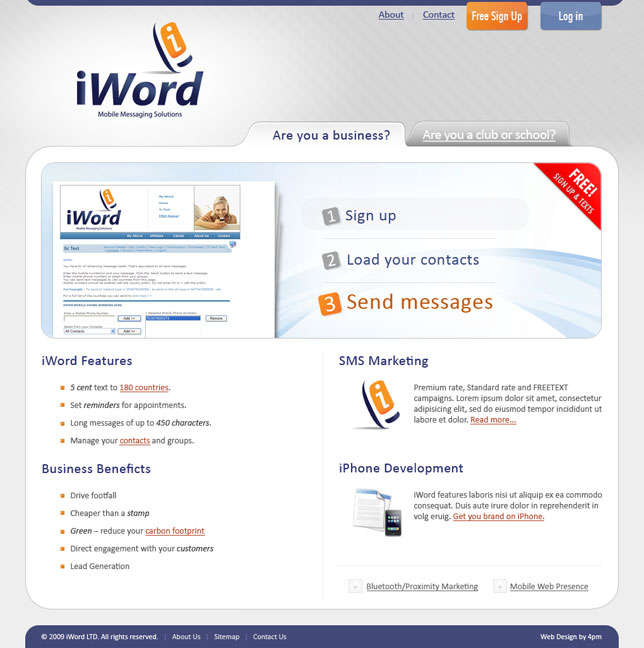 About
Contact
Free Sign Up
Log in
iWord
Mobile Messaging Solutions
Are you a business?
Are you a club or school?
iWord
Mobile Messaging Solutions
FREE!
SIGN UP & TEXTS
1 Sign up
2 Load your contacts
3 Send messages
iWord Features
5 cent text to 180 countries.
Set reminders for appointments.
Long messages of up to 450 characters.
Manage your contacts and groups.
Business Beneficts
Drive footfall
Cheaper than a stamp
Green – reduce your carbon footprint
Direct engagement with your customers
Lead Generation
SMS Marketing
Premium rate, Standard rate and FREETEXT
campaigns. Lorem ipsum dolor sit amet, consectetur
adipisicing elit, sed do eiusmod tempor incididunt ut
labore et dolor. Read more...
iPhone Development
iWord features laboris nisi ut aliquip ex ea commodo
consequat. Duis aute irure dolor in reprehenderit in
volg eruig. Get you brand on iPhone.
Bluetooth/Proximity Marketing
Mobile Web Presence
© 2009 iWord LTD. All rights reserved. | About Us | Sitemap | Contact Us
Web Design by 4pm